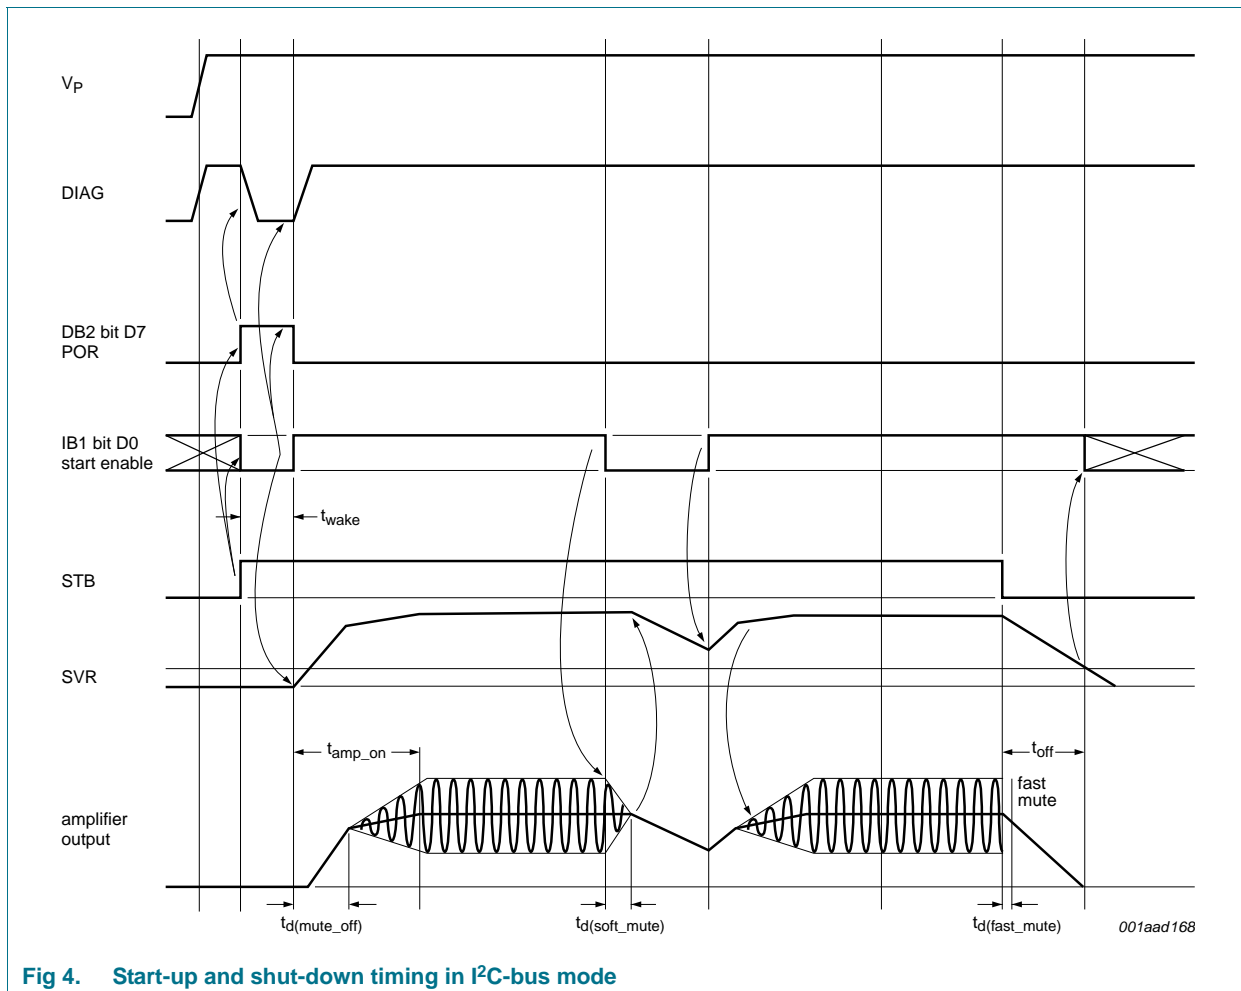 VP
DIAG
DB2 bit D7
POR
IB1 bit D0
start enable
twake
STB
SVR
tamp_on
toff
fast
mute
amplifier
output
td(mute_off)
td(soft_mute)
td(fast_mute)
001aad168
Fig 4. Start-up and shut-down timing in I²C-bus mode